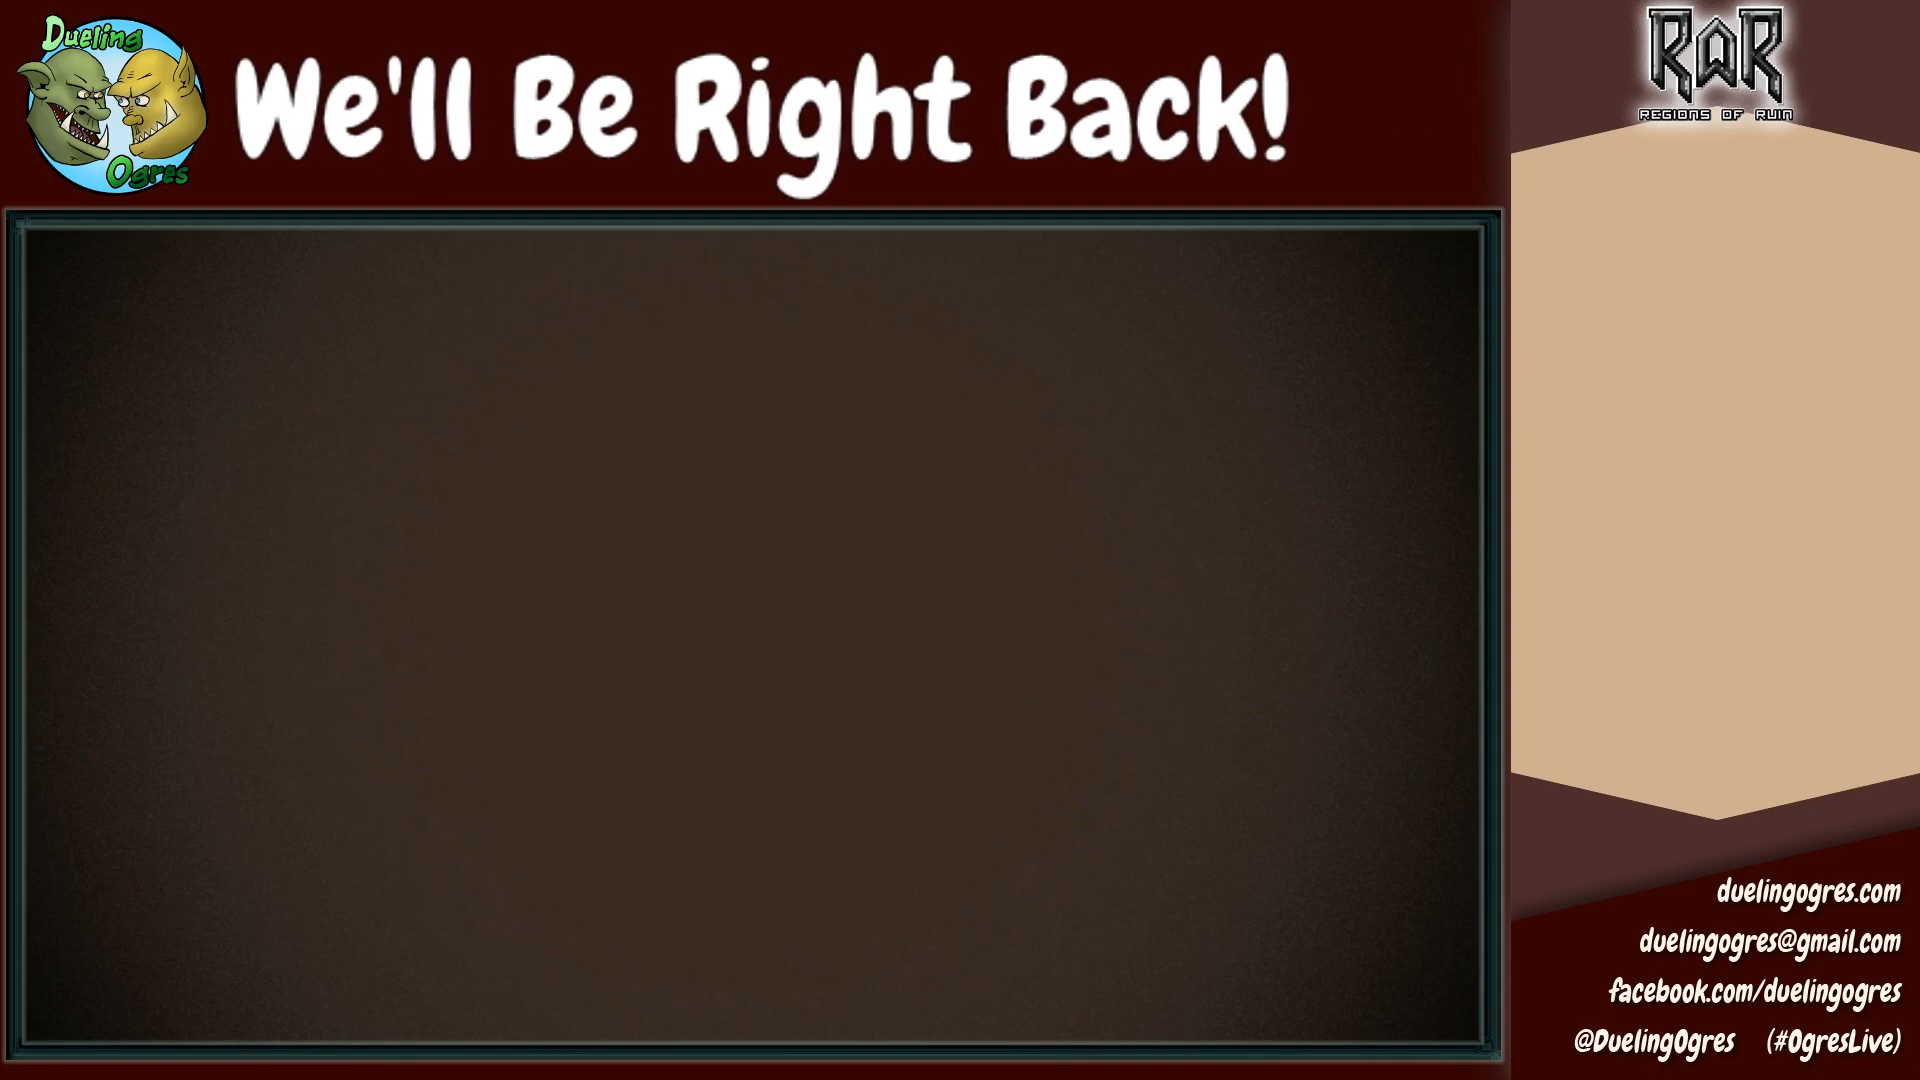 Dueling
Ogres
We'll Be Right Back!
RAR
REGIONS OF RUIN
duelingogres.com
duelingogres@gmail.com
facebook.com/duelingogres
@DuelingOgres (#OgresLive)